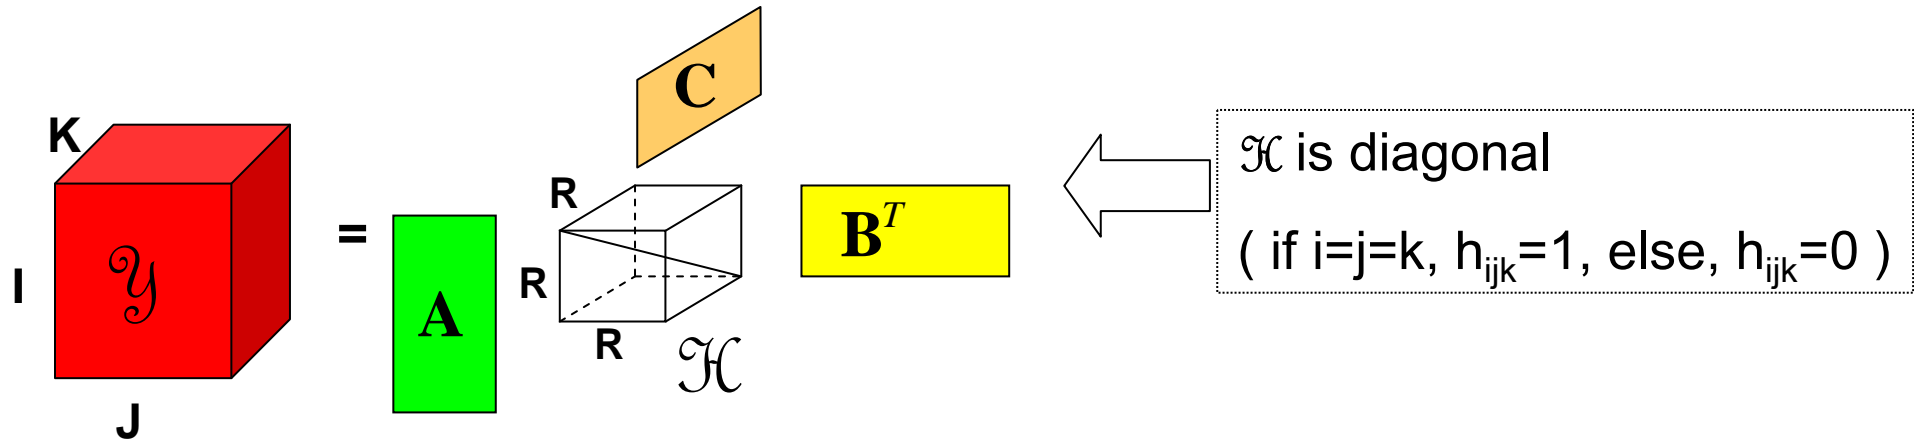 C
K
𝒴
I
J
=
A
R
R
R
ℋ
B^T
ℋ is diagonal
( if i=j=k, h_ijk=1, else, h_ijk=0 )